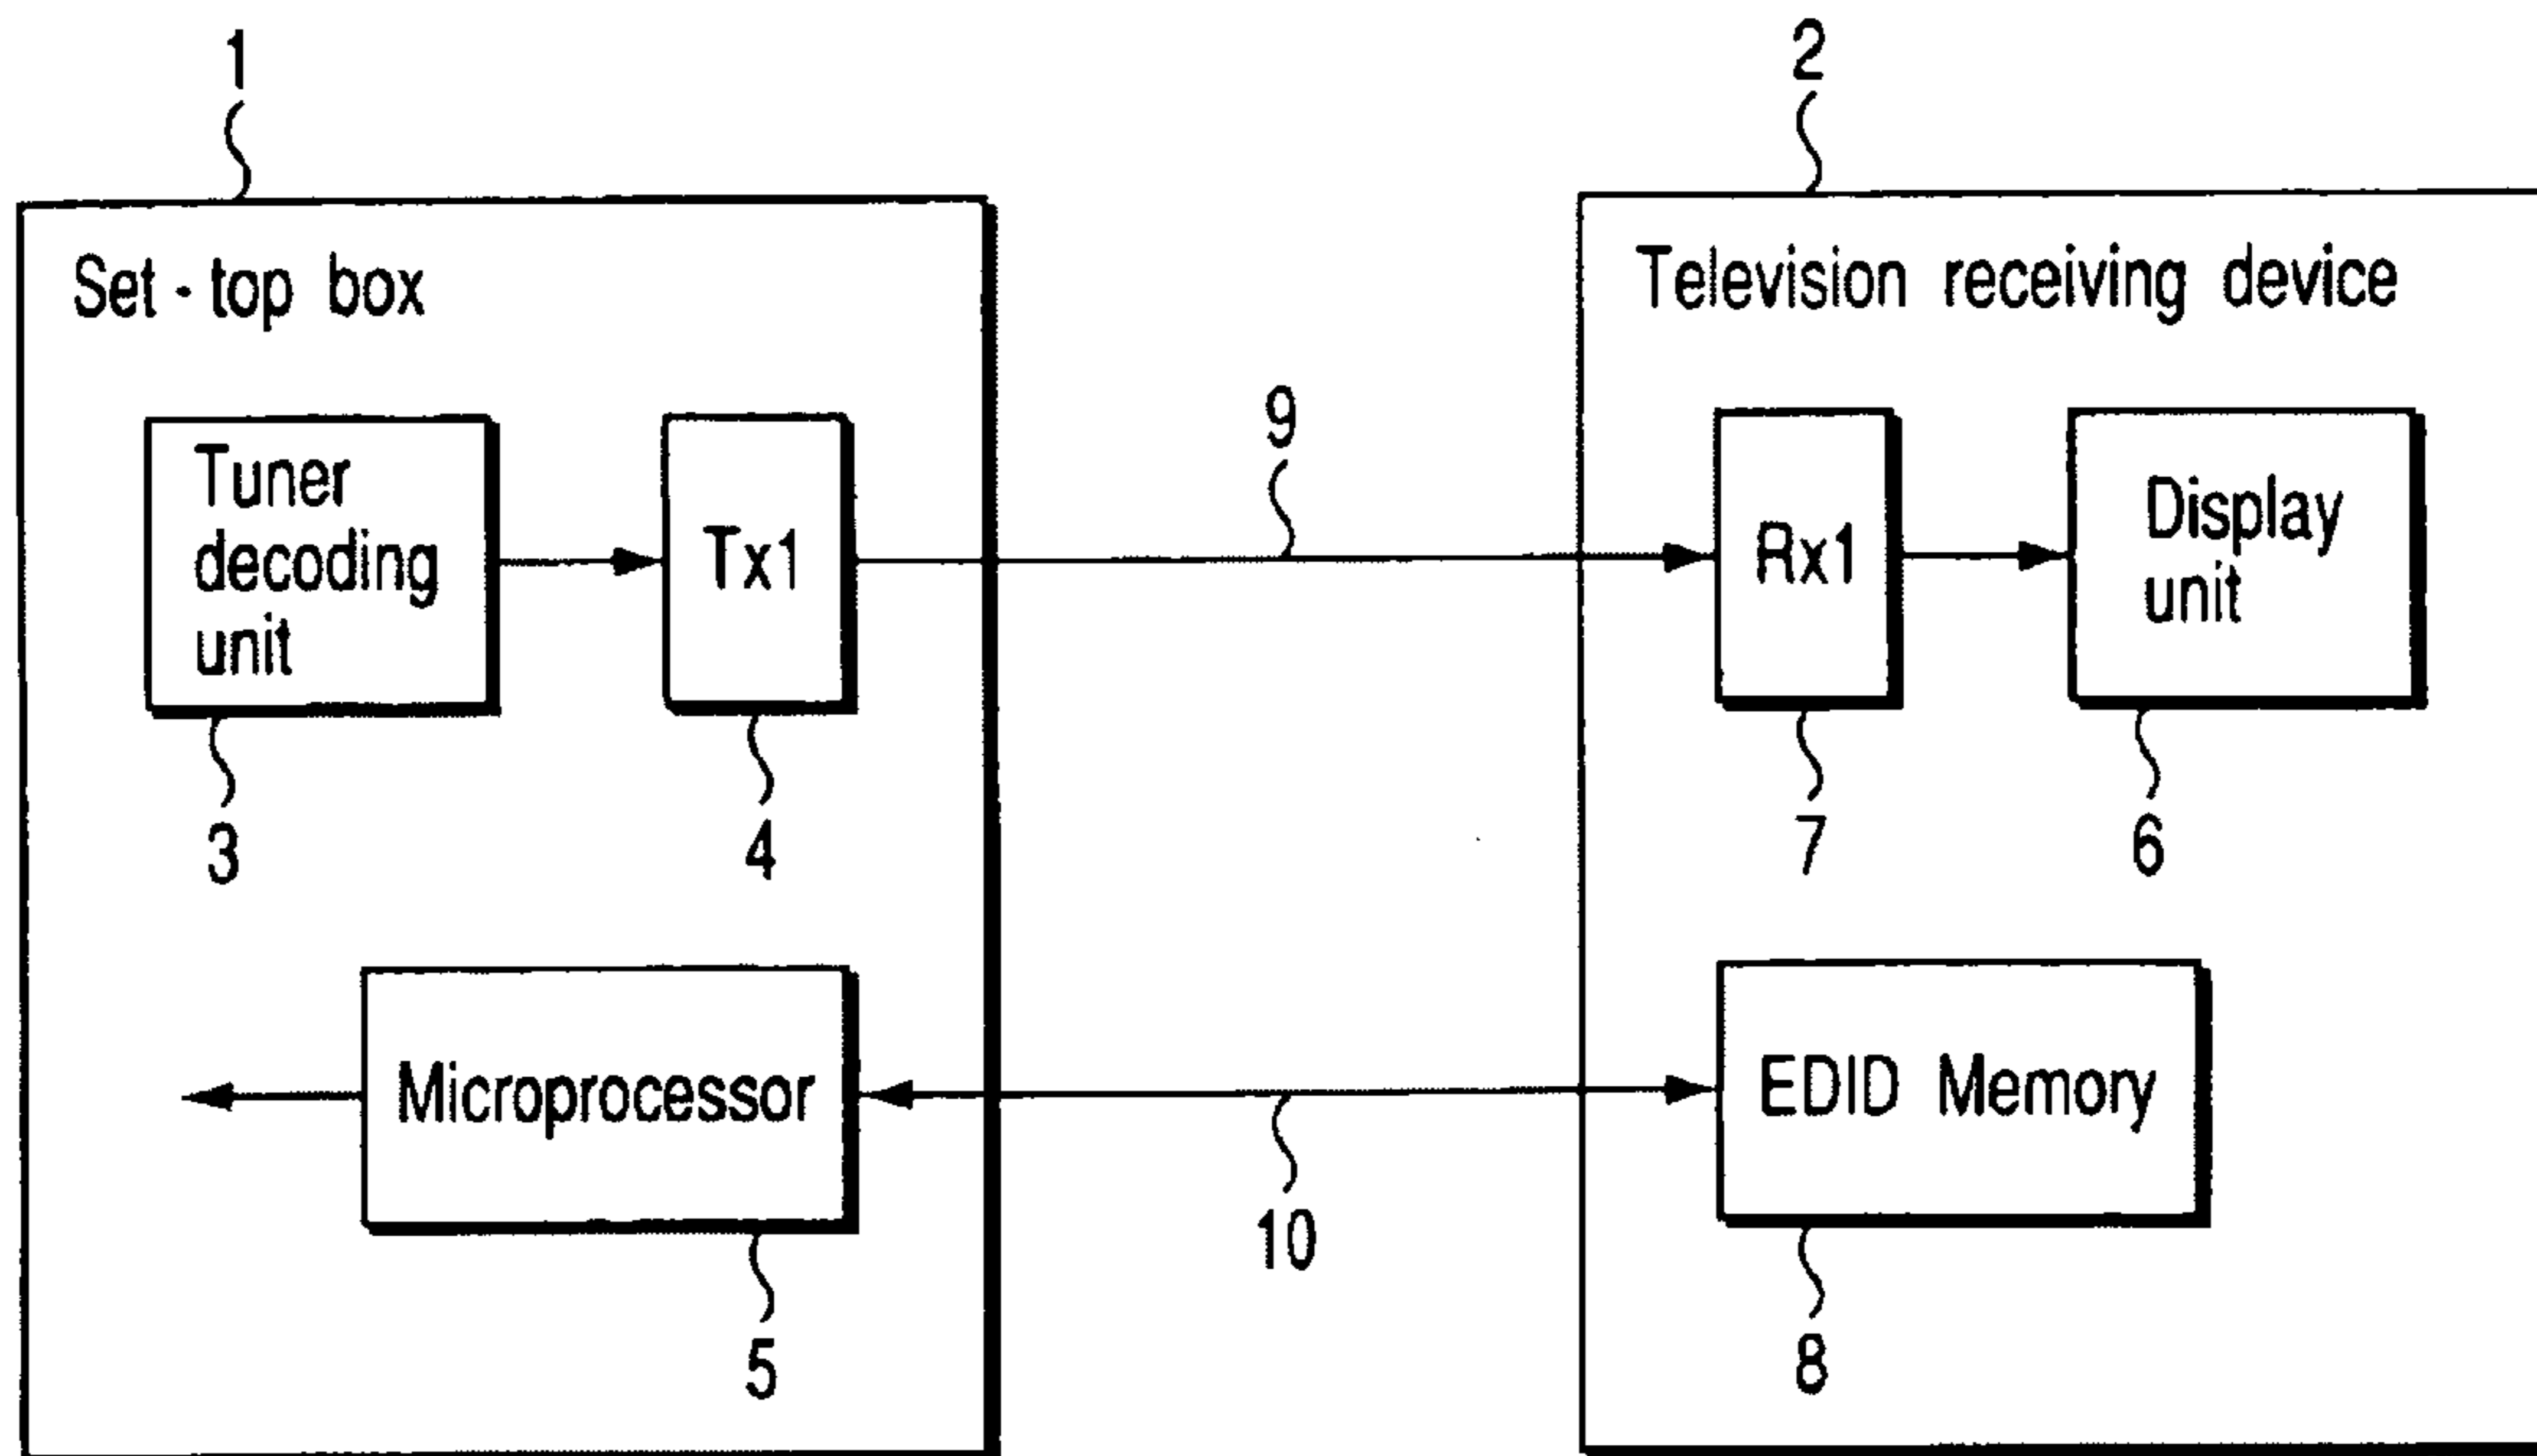 1
2
Set - top box
Television receiving device
Tuner
decoding
unit
Tx1
9
Rx1
Display
unit
3
4
7
6
Microprocessor
EDID Memory
10
5
8